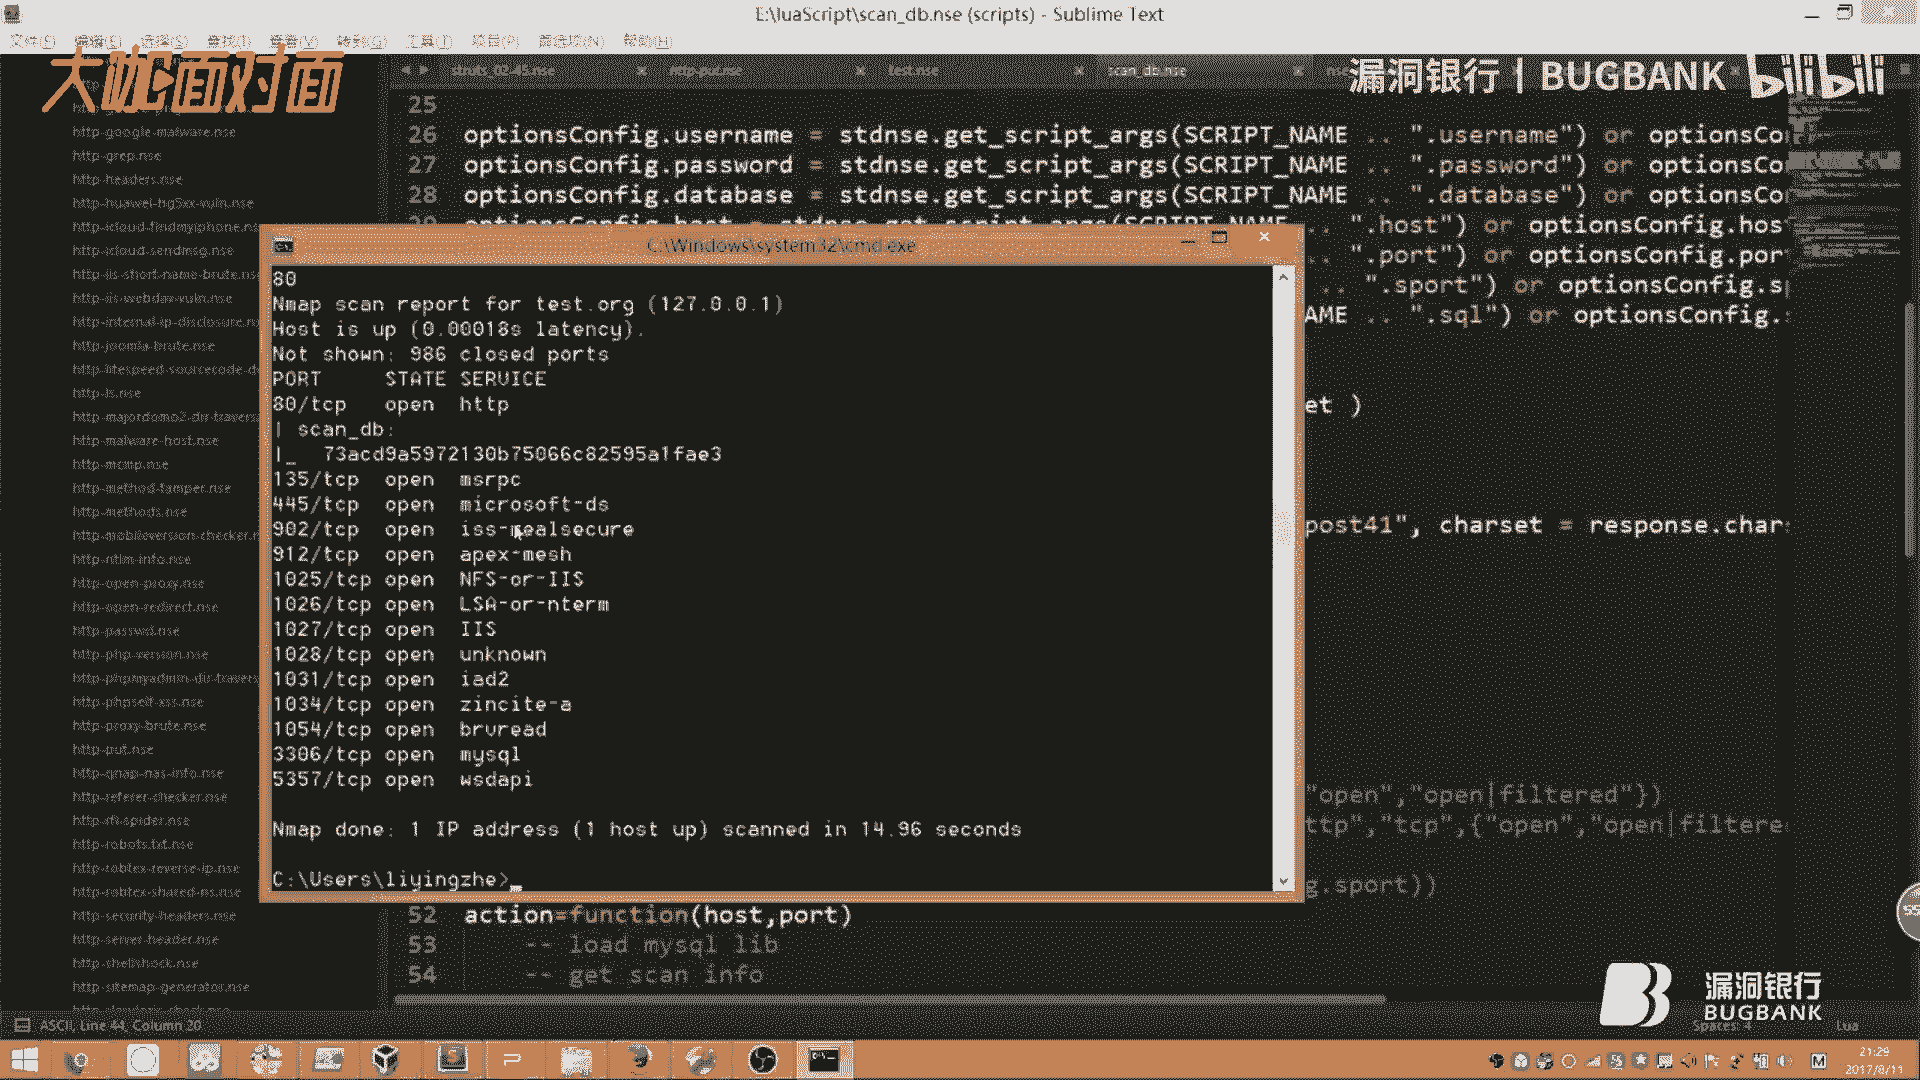 E:\luaScript\scan_db.nse (scripts) - Sublime Text
文件(F) 编辑(E) 选择(S) 查找(I) 查看(V) 转到(G) 工具(T) 项目(P) 首选项(N) 帮助(H)
大咖面对面
漏洞银行 | BUGBANK bilibili
struts_02-45.nse
http-put.nse
test.nse
scan_db.nse
http-google-malware.nse
http-grep.nse
http-headers.nse
http-huawei-hg5xx-vuln.nse
http-icloud-findmyiphone.ns
http-icloud-sendmsg.nse
http-iis-short-name-brute.nse
http-iis-webdav-vuln.nse
http-internal-ip-disclosure.n
http-joomla-brute.nse
http-litespeed-sourcecode-d
http-ls.nse
http-majordomo2-dir-travers
http-malware-host.nse
http-mcmp.nse
http-method-tamper.nse
http-methods.nse
http-mobileversion-checker.n
http-ntlm-info.nse
http-open-proxy.nse
http-open-redirect.nse
http-passwd.nse
http-php-version.nse
http-phpmyadmin-dir-travers
http-phpself-xss.nse
http-proxy-brute.nse
http-put.nse
http-qnap-nas-info.nse
http-referer-checker.nse
http-rfi-spider.nse
http-robots.txt.nse
http-robtex-reverse-ip.nse
http-robtex-shared-ns.nse
http-security-headers.nse
http-server-header.nse
http-shellshock.nse
http-sitemap-generator.nse
25
26 optionsConfig.username = stdnse.get_script_args(SCRIPT_NAME .. ".username") or optionsCo
27 optionsConfig.password = stdnse.get_script_args(SCRIPT_NAME .. ".password") or optionsCo
28 optionsConfig.database = stdnse.get_script_args(SCRIPT_NAME .. ".database") or optionsCo
".host") or optionsConfig.hos
.. ".port") or optionsConfig.por
.. ".sport") or optionsConfig.s
AME .. ".sql") or optionsConfig.
et )
post41", charset = response.char
"open","open|filtered"})
ttp","tcp",{"open","open|filtere
g.sport))
C:\Windows\system32\cmd.exe
80
Nmap scan report for test.org (127.0.0.1)
Host is up (0.00018s latency).
Not shown: 986 closed ports
PORT STATE SERVICE
80/tcp open http
| scan_db:
|_ 73acd9a5972130b75066c82595a1fae3
135/tcp open msrpc
445/tcp open microsoft-ds
902/tcp open iss-realsecure
912/tcp open apex-mesh
1025/tcp open NFS-or-IIS
1026/tcp open LSA-or-nterm
1027/tcp open IIS
1028/tcp open unknown
1031/tcp open iad2
1034/tcp open zincite-a
1054/tcp open brvread
3306/tcp open mysql
5357/tcp open wsdapi
Nmap done: 1 IP address (1 host up) scanned in 14.96 seconds
C:\Users\liyingzhe>
52 action=function(host,port)
53 -- load mysql lib
54 -- get scan info
漏洞银行
BUGBANK
ASCII, Line 44, Column 20
Spaces: 4
Lua
21:29
2017/8/11